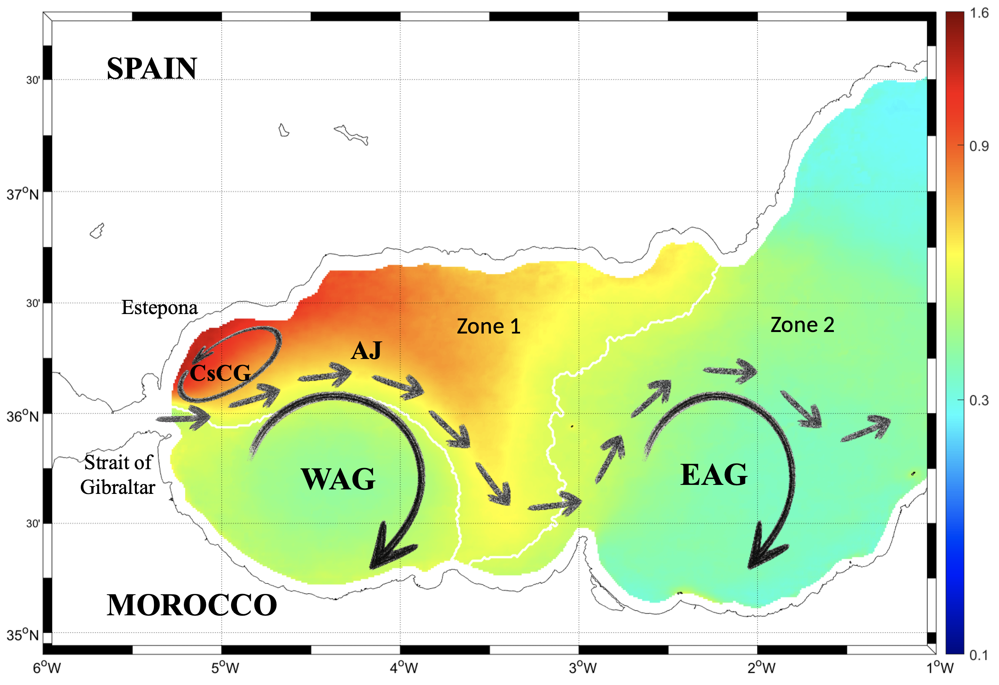 SPAIN
1.6
30'
0.9
37°N
30'
Estepona
Zone 1
Zone 2
AJ
CsCG
0.3
36°N
Strait of
Gibraltar
WAG
EAG
30'
MOROCCO
35°N
0.1
6°W
5°W
4°W
3°W
2°W
1°W